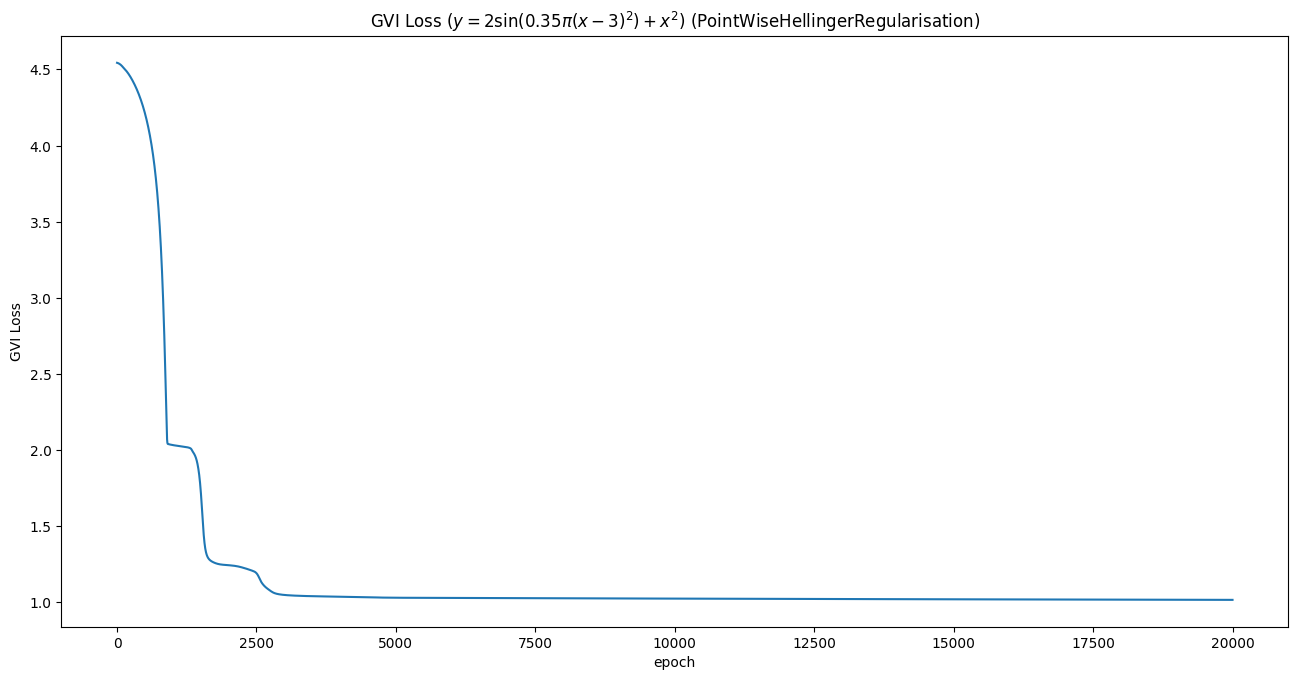 GVI Loss ($y = 2\sin(0.35\pi(x-3)^2) + x^2$) (PointWiseHellingerRegularisation)
4.5
4.0
3.5
3.0
2.5
2.0
1.5
1.0
GVI Loss
0 2500 5000 7500 10000 12500 15000 17500 20000
epoch